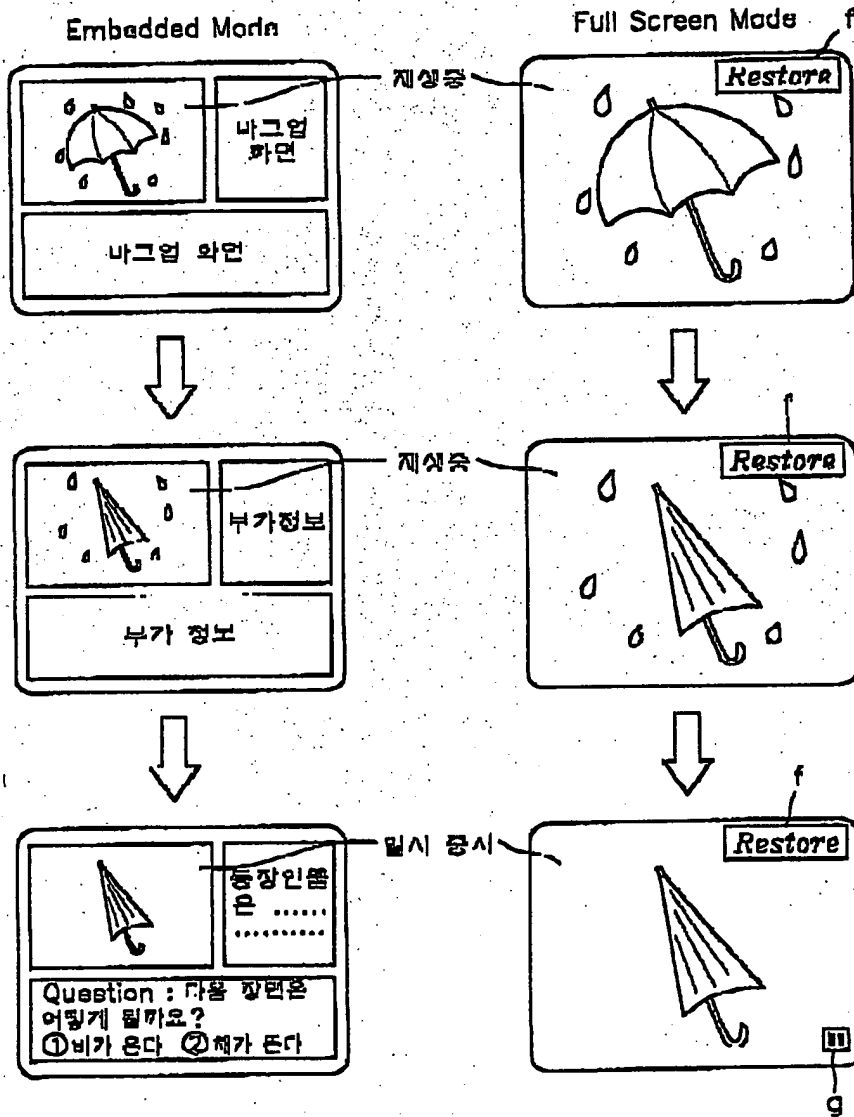 Embedded Mode
Full Screen Mode
f
재생중
Restore
바그업
화면
바그업 화면
재생중
f
Restore
부가정보
부가 정보
일시 중지
f
Restore
등장인물
은 ......
..............
Question : 다음 장면은
어떻게 될까요?
①비가 온다 ②해가 뜬다
g